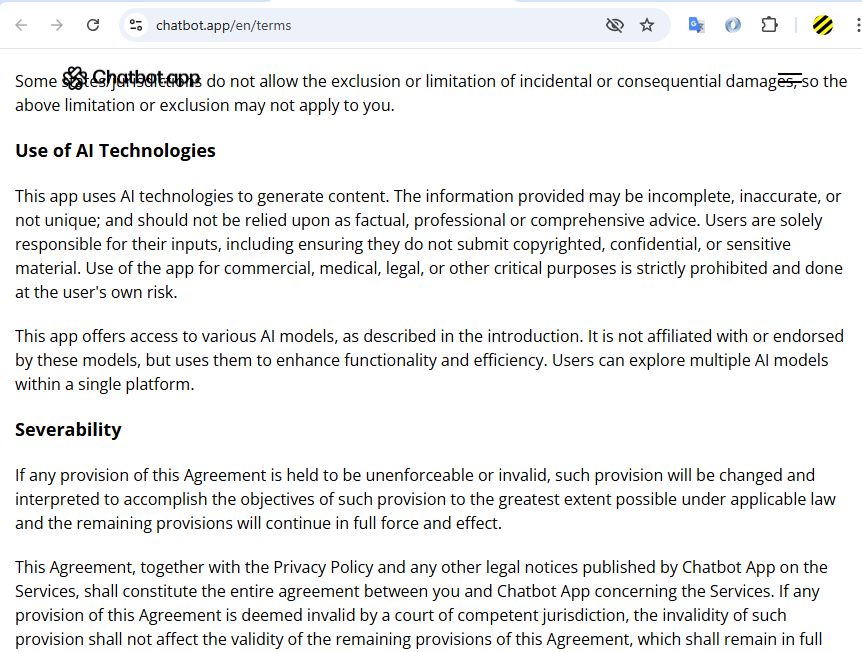 chatbot.app/en/terms
Chatbot.app
Some states/jurisdictions do not allow the exclusion or limitation of incidental or consequential damages, so the
above limitation or exclusion may not apply to you.
Use of AI Technologies
This app uses AI technologies to generate content. The information provided may be incomplete, inaccurate, or
not unique; and should not be relied upon as factual, professional or comprehensive advice. Users are solely
responsible for their inputs, including ensuring they do not submit copyrighted, confidential, or sensitive
material. Use of the app for commercial, medical, legal, or other critical purposes is strictly prohibited and done
at the user's own risk.
This app offers access to various AI models, as described in the introduction. It is not affiliated with or endorsed
by these models, but uses them to enhance functionality and efficiency. Users can explore multiple AI models
within a single platform.
Severability
If any provision of this Agreement is held to be unenforceable or invalid, such provision will be changed and
interpreted to accomplish the objectives of such provision to the greatest extent possible under applicable law
and the remaining provisions will continue in full force and effect.
This Agreement, together with the Privacy Policy and any other legal notices published by Chatbot App on the
Services, shall constitute the entire agreement between you and Chatbot App concerning the Services. If any
provision of this Agreement is deemed invalid by a court of competent jurisdiction, the invalidity of such
provision shall not affect the validity of the remaining provisions of this Agreement, which shall remain in full